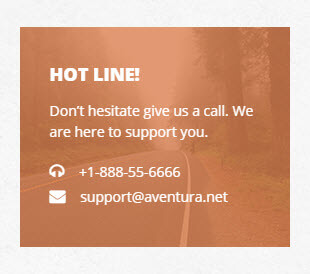 HOT LINE!
Don't hesitate give us a call. We
are here to support you.
+1-888-55-6666
support@aventura.net